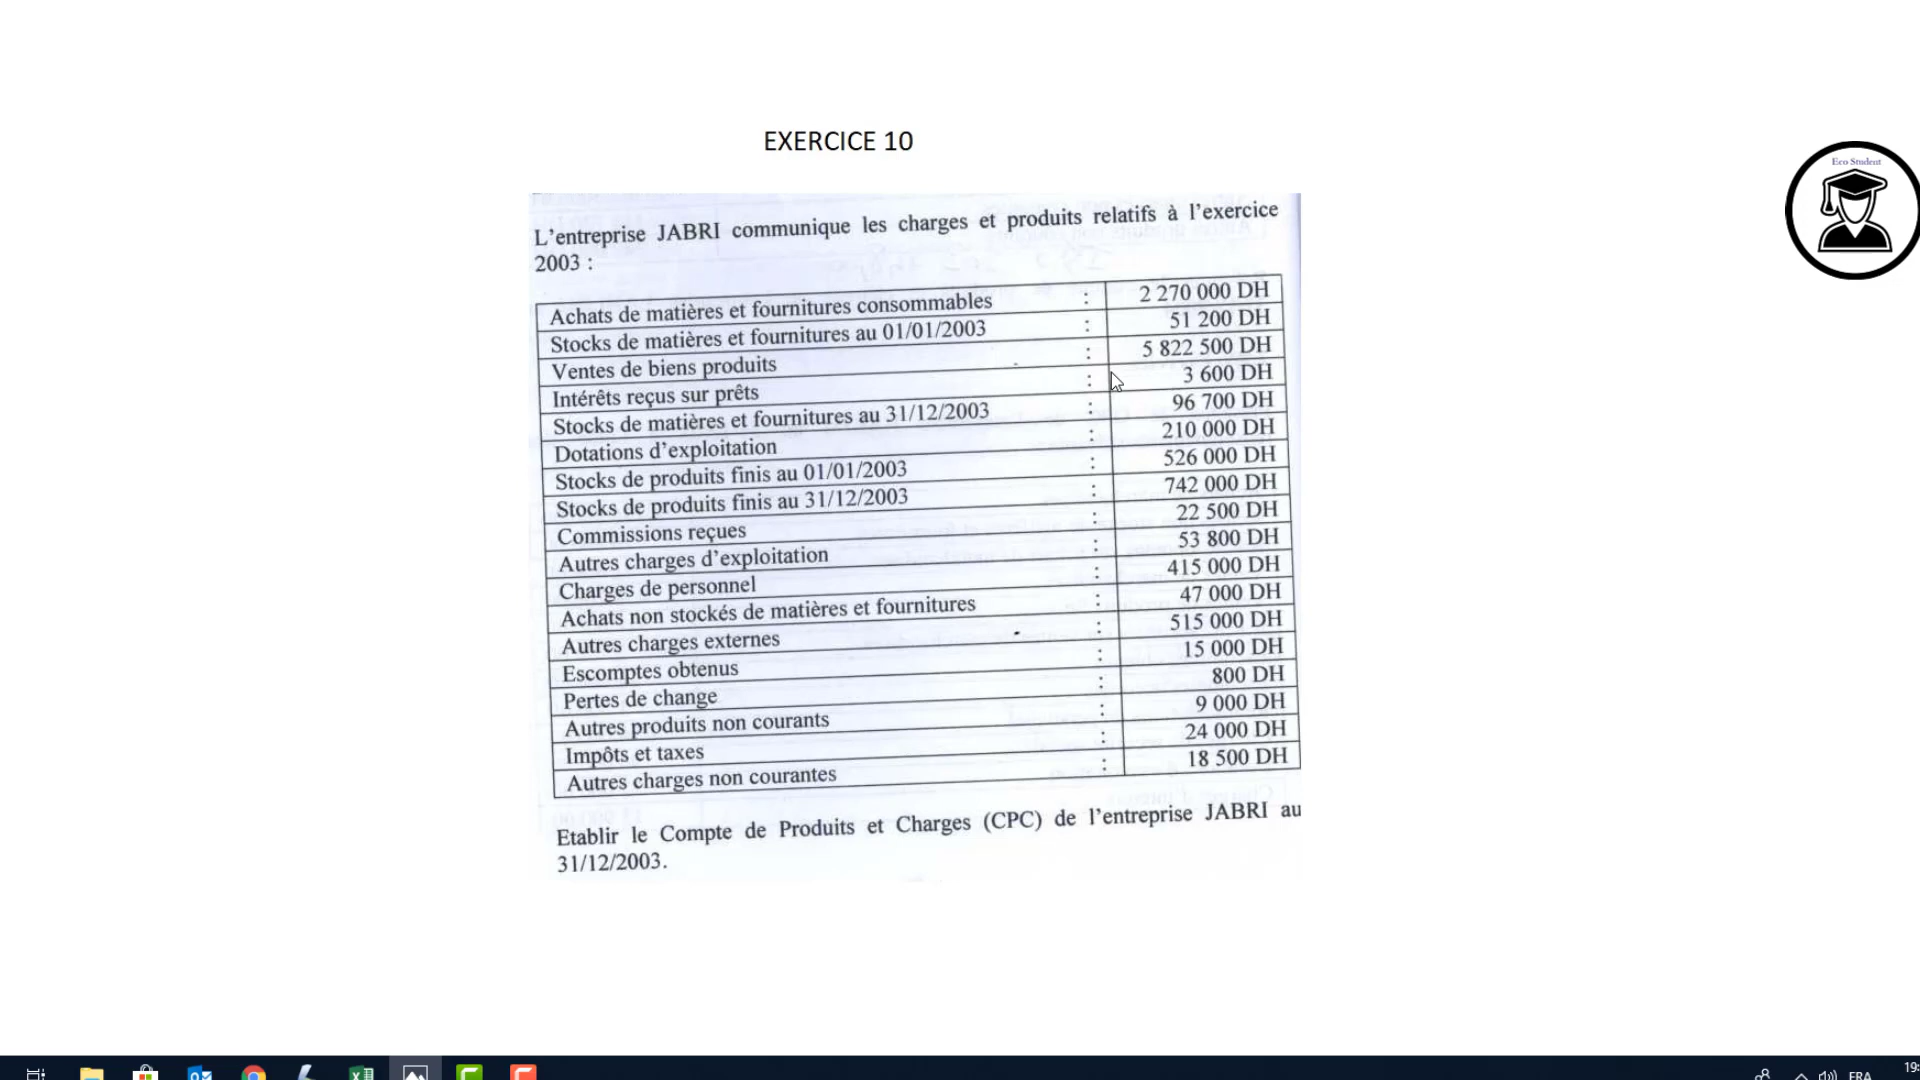 EXERCICE 10
Eco Student
L'entreprise JABRI communique les charges et produits relatifs à l'exercice
2003 :
Achats de matières et fournitures consommables : 2 270 000 DH
Stocks de matières et fournitures au 01/01/2003 : 51 200 DH
Ventes de biens produits : 5 822 500 DH
Intérêts reçus sur prêts : 3 600 DH
Stocks de matières et fournitures au 31/12/2003 : 96 700 DH
Dotations d'exploitation : 210 000 DH
Stocks de produits finis au 01/01/2003 : 526 000 DH
Stocks de produits finis au 31/12/2003 : 742 000 DH
Commissions reçues : 22 500 DH
Autres charges d'exploitation : 53 800 DH
Charges de personnel : 415 000 DH
Achats non stockés de matières et fournitures : 47 000 DH
Autres charges externes : 515 000 DH
Escomptes obtenus : 15 000 DH
Pertes de change : 800 DH
Autres produits non courants : 9 000 DH
Impôts et taxes : 24 000 DH
Autres charges non courantes : 18 500 DH
Etablir le Compte de Produits et Charges (CPC) de l'entreprise JABRI au
31/12/2003.
FRA
19: